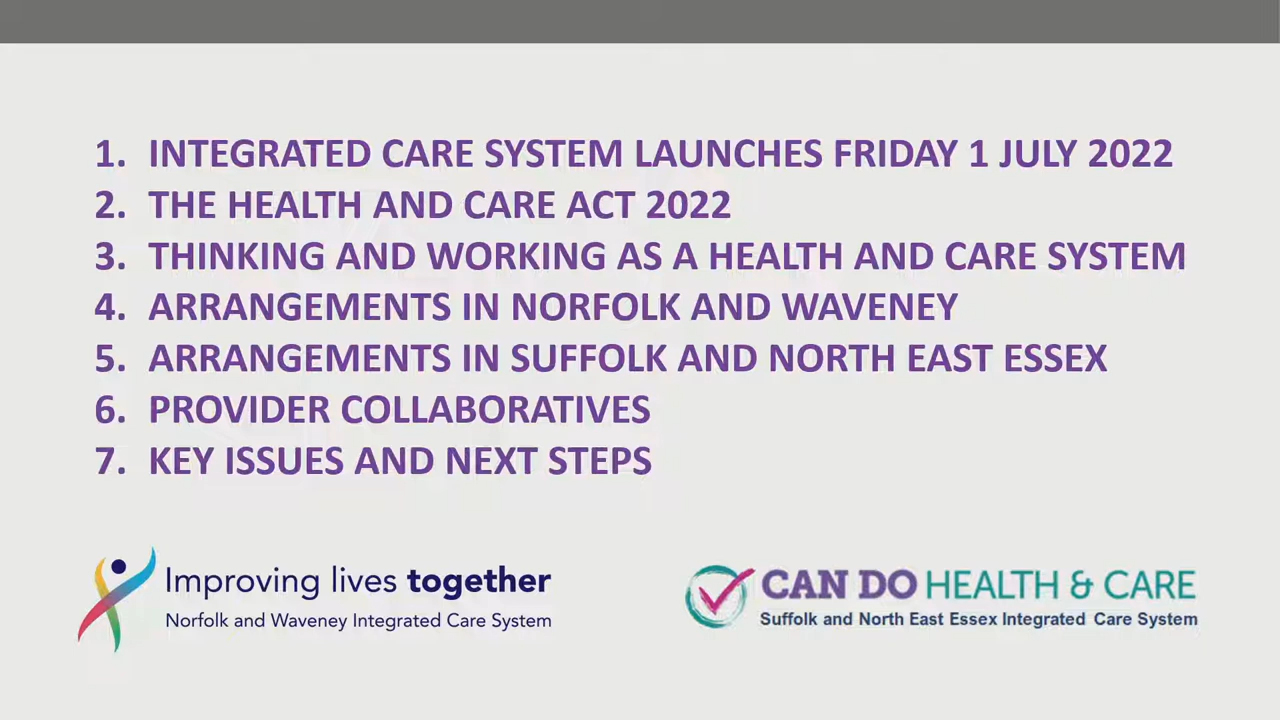 1. INTEGRATED CARE SYSTEM LAUNCHES FRIDAY 1 JULY 2022
2. THE HEALTH AND CARE ACT 2022
3. THINKING AND WORKING AS A HEALTH AND CARE SYSTEM
4. ARRANGEMENTS IN NORFOLK AND WAVENEY
5. ARRANGEMENTS IN SUFFOLK AND NORTH EAST ESSEX
6. PROVIDER COLLABORATIVES
7. KEY ISSUES AND NEXT STEPS
Improving lives together
Norfolk and Waveney Integrated Care System
CAN DO HEALTH & CARE
Suffolk and North East Essex Integrated Care System